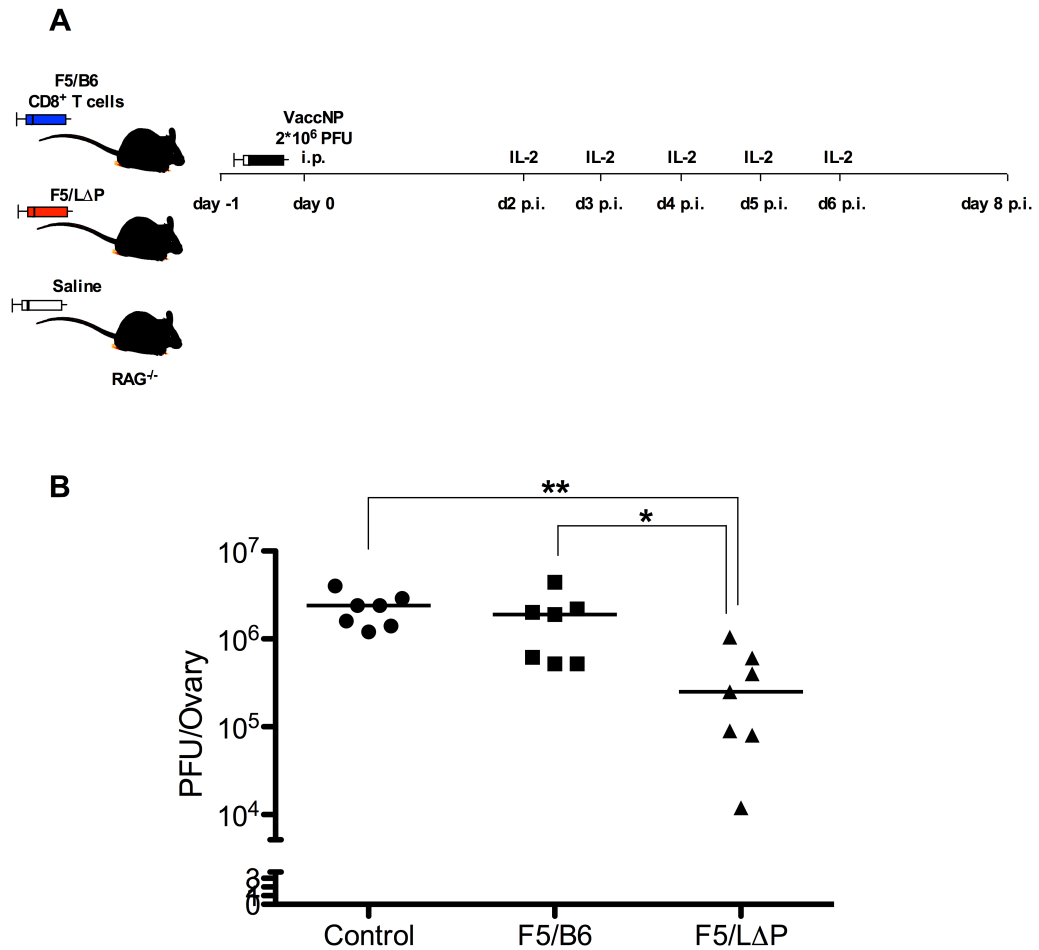 A
F5/B6
CD8⁺ T cells
VaccNP
2*10⁶ PFU
i.p.
IL-2 IL-2 IL-2 IL-2 IL-2
F5/LΔP
day -1 day 0 d2 p.i. d3 p.i. d4 p.i. d5 p.i. d6 p.i. day 8 p.i.
Saline
RAG⁻/⁻
B
**
*
10⁷
10⁶
10⁵
10⁴
3
0
PFU/Ovary
Control F5/B6 F5/LΔP